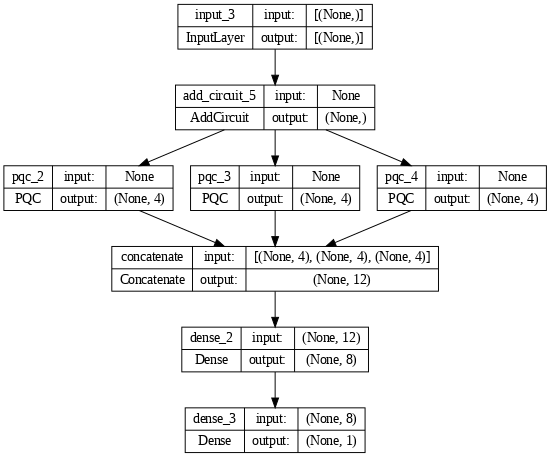 input_3 input: [(None,)]
InputLayer output: [(None,)]
add_circuit_5 input: None
AddCircuit output: (None,)
pqc_2 input: None
PQC output: (None, 4)
pqc_3 input: None
PQC output: (None, 4)
pqc_4 input: None
PQC output: (None, 4)
concatenate input: [(None, 4), (None, 4), (None, 4)]
Concatenate output: (None, 12)
dense_2 input: (None, 12)
Dense output: (None, 8)
dense_3 input: (None, 8)
Dense output: (None, 1)